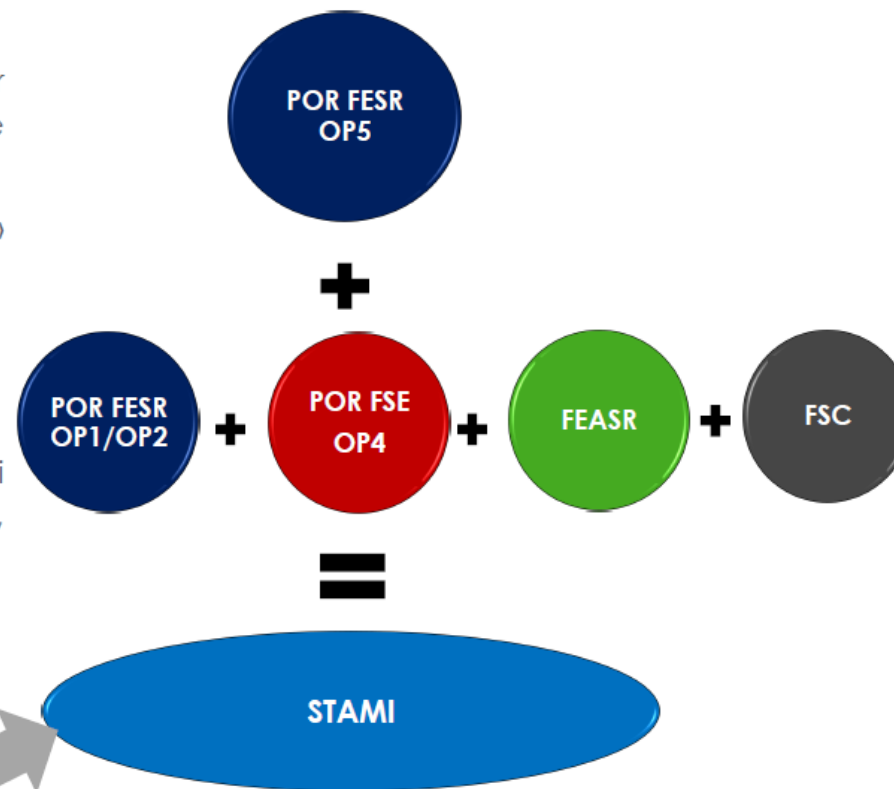 POR FESR
OP5
+
POR FESR
OP1/OP2
+
POR FSE
OP4
+
FEASR
+
FSC
=
STAMI